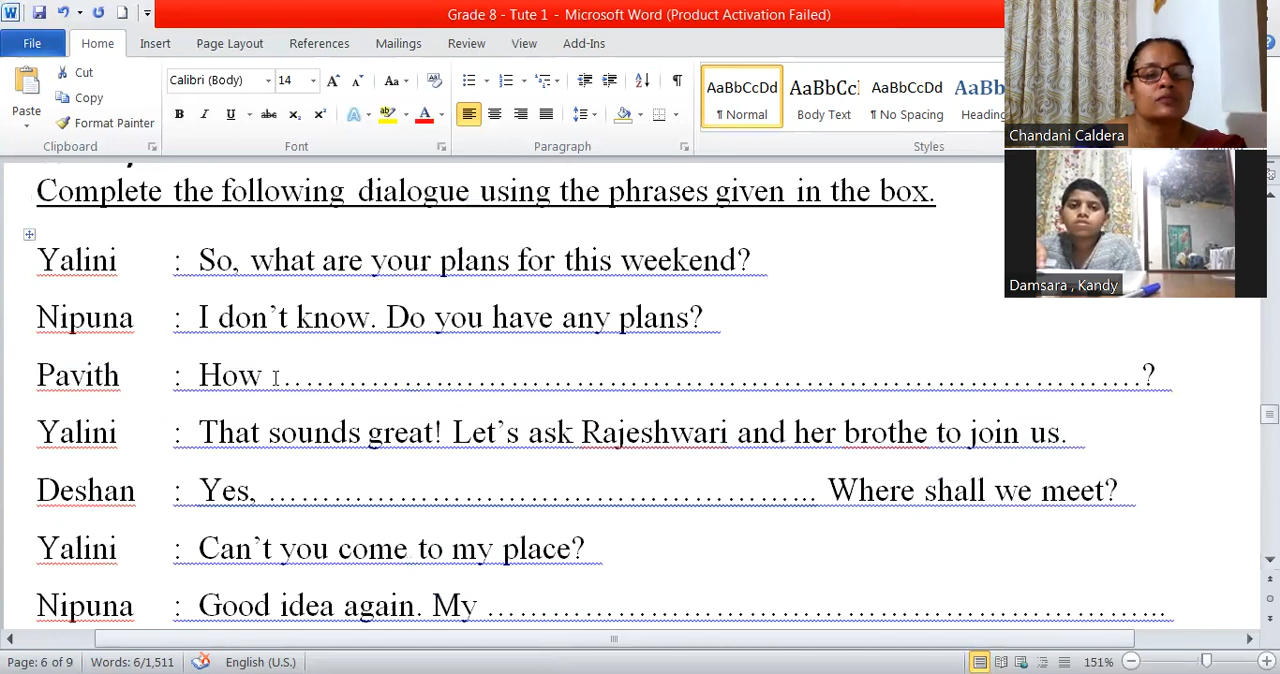 Grade 8 - Tute 1 - Microsoft Word (Product Activation Failed)
File Home Insert Page Layout References Mailings Review View Add-Ins
Paste
Cut
Copy
Format Painter
Clipboard
Calibri (Body) 14
Font
Paragraph
AaBbCcDd AaBbCc AaBbCcDd AaBb
¶ Normal Body Text ¶ No Spacing Heading
Styles
Chandani Caldera
Damsara , Kandy
Complete the following dialogue using the phrases given in the box.
Yalini : So, what are your plans for this weekend?
Nipuna : I don’t know. Do you have any plans?
Pavith : How ……………………………………………………………………?
Yalini : That sounds great! Let’s ask Rajeshwari and her brothe to join us.
Deshan : Yes, ………………………………………………….. Where shall we meet?
Yalini : Can’t you come to my place?
Nipuna : Good idea again. My …………………………………………………………..
Page: 6 of 9 Words: 6/1,511 English (U.S.) 151%